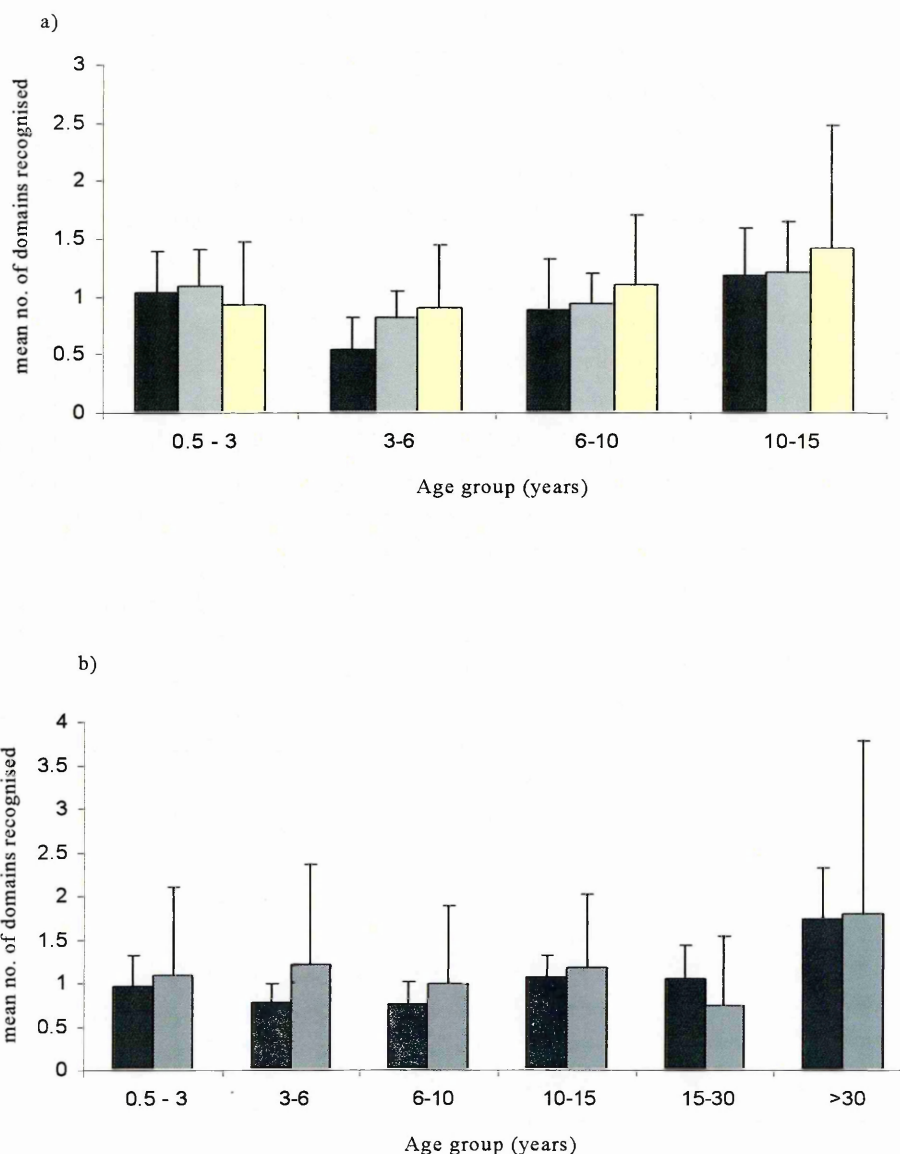 a)
mean no. of domains recognised
3
2.5
2
1.5
1
0.5
0
0.5 - 3 3-6 6-10 10-15
Age group (years)
b)
mean no. of domains recognised
4
3.5
3
2.5
2
1.5
1
0.5
0
0.5 - 3 3-6 6-10 10-15 15-30 >30
Age group (years)